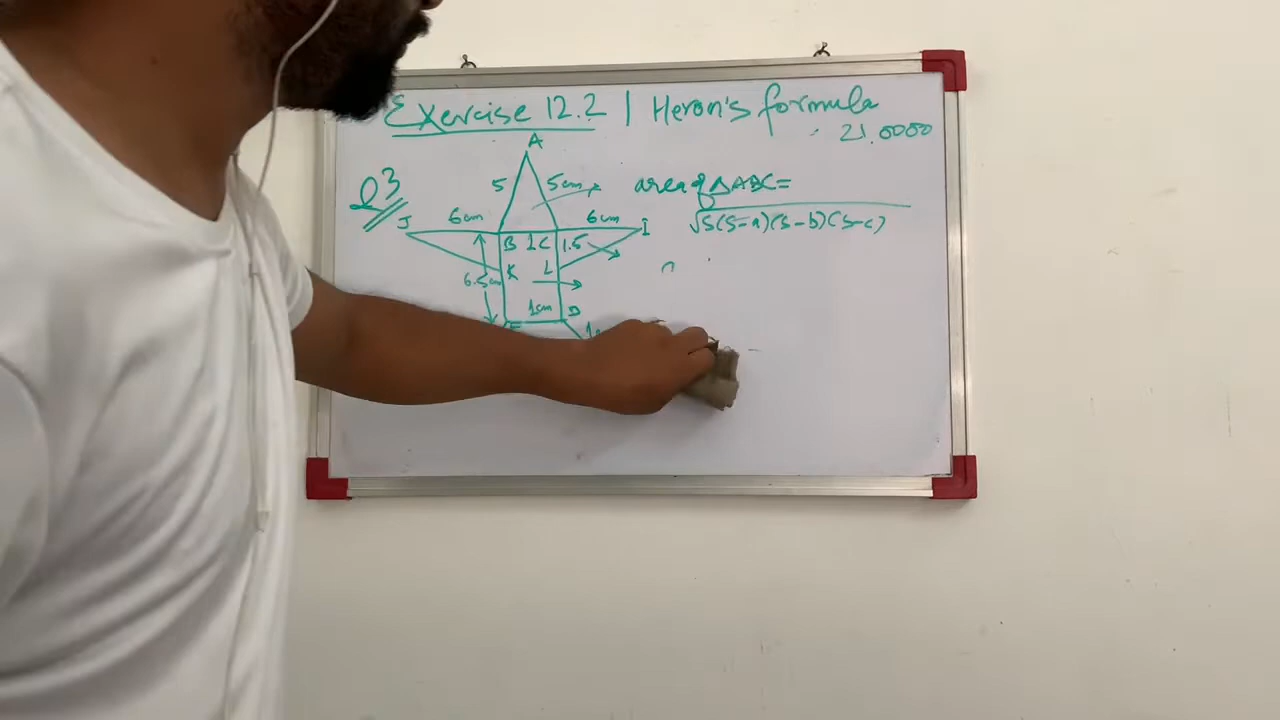 Exercise 12.2 | Heron's formula
21.0000
Q3
A
5
5cm
area of ΔABC=
√s(s-a)(s-b)(s-c)
J
6cm
6cm
I
B 1 C
1.5
6.5cm
K
L
1cm
D
E